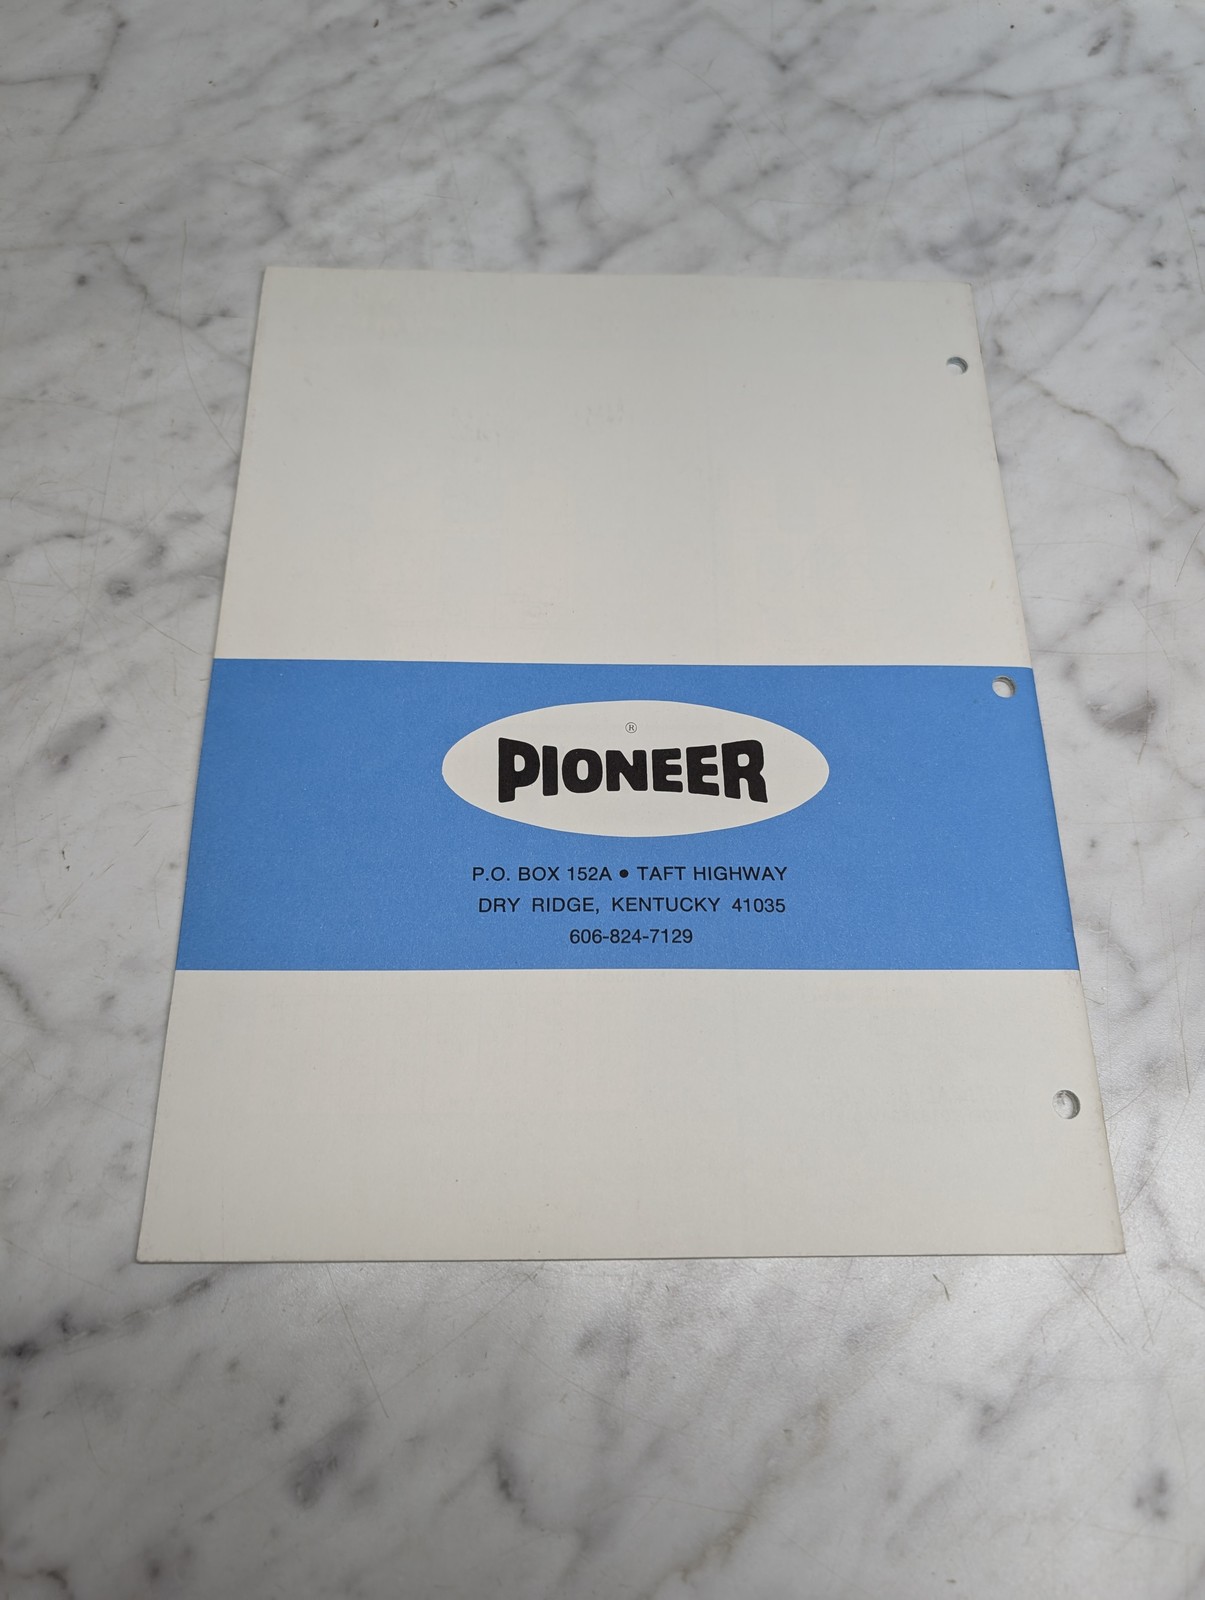 ®
PIONEER
P.O. BOX 152A • TAFT HIGHWAY
DRY RIDGE, KENTUCKY 41035
606-824-7129